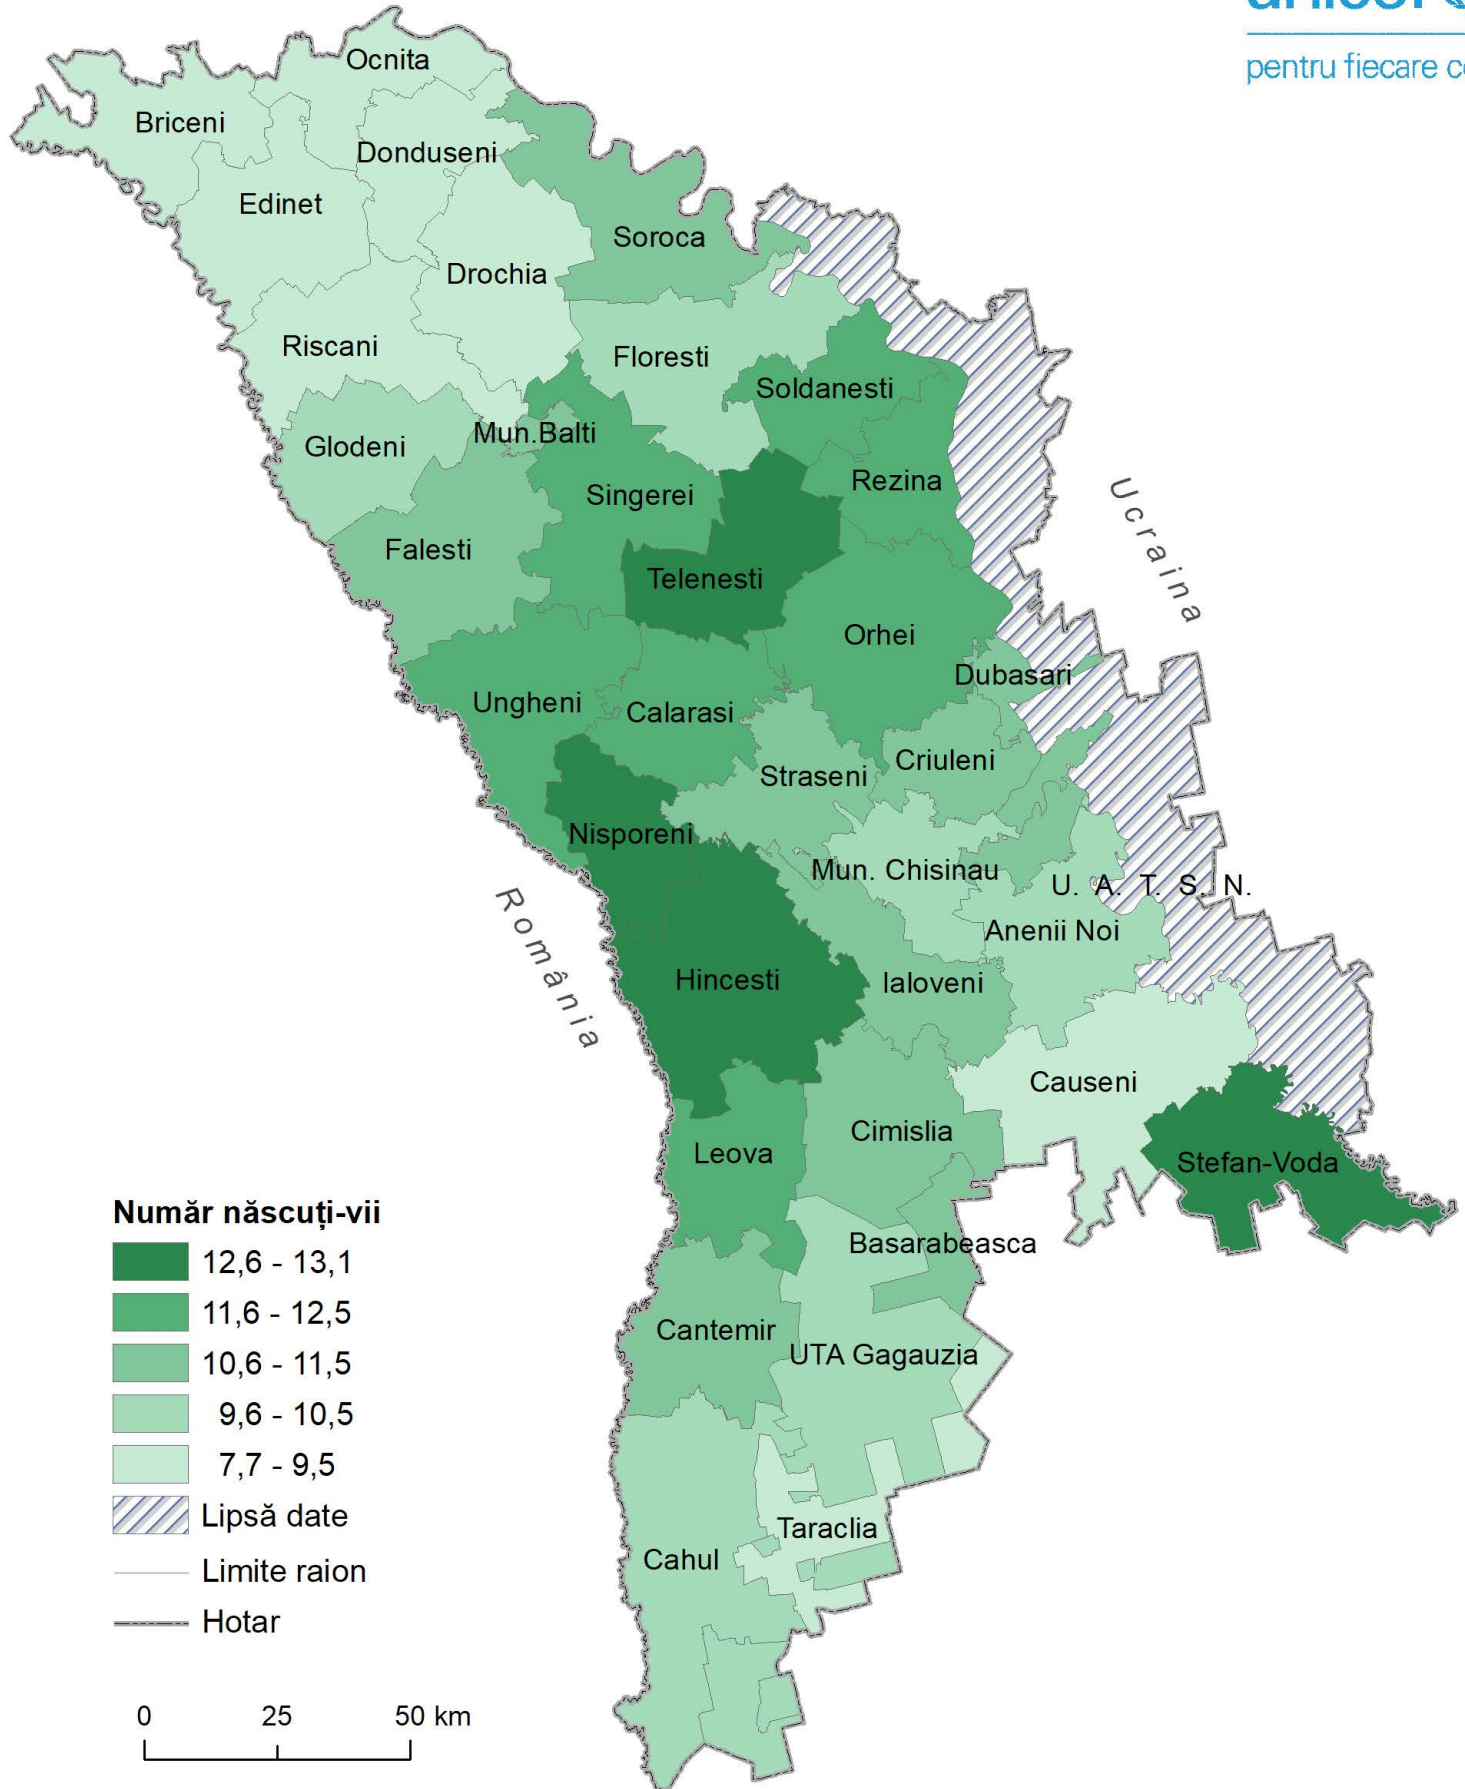 pentru fiecare
Ocnita
Briceni
Donduseni
Edinet
Soroca
Drochia
Riscani
Floresti
Soldanesti
Mun.Balti
Glodeni
Rezina
Singerei
Ucraina
Falesti
Telenesti
Orhei
Dubasari
Ungheni
Calarasi
Criuleni
Straseni
Nisporeni
Mun. Chisinau
U. A. T. S. N.
Anenii Noi
România
Hincesti
Ialoveni
Causeni
Cimislia
Leova
Stefan-Voda
Basarabeasca
Cantemir
UTA Gagauzia
Taraclia
Cahul
Număr născuți-vii
12,6 - 13,1
11,6 - 12,5
10,6 - 11,5
9,6 - 10,5
7,7 - 9,5
Lipsă date
Limite raion
Hotar
0 25 50 km